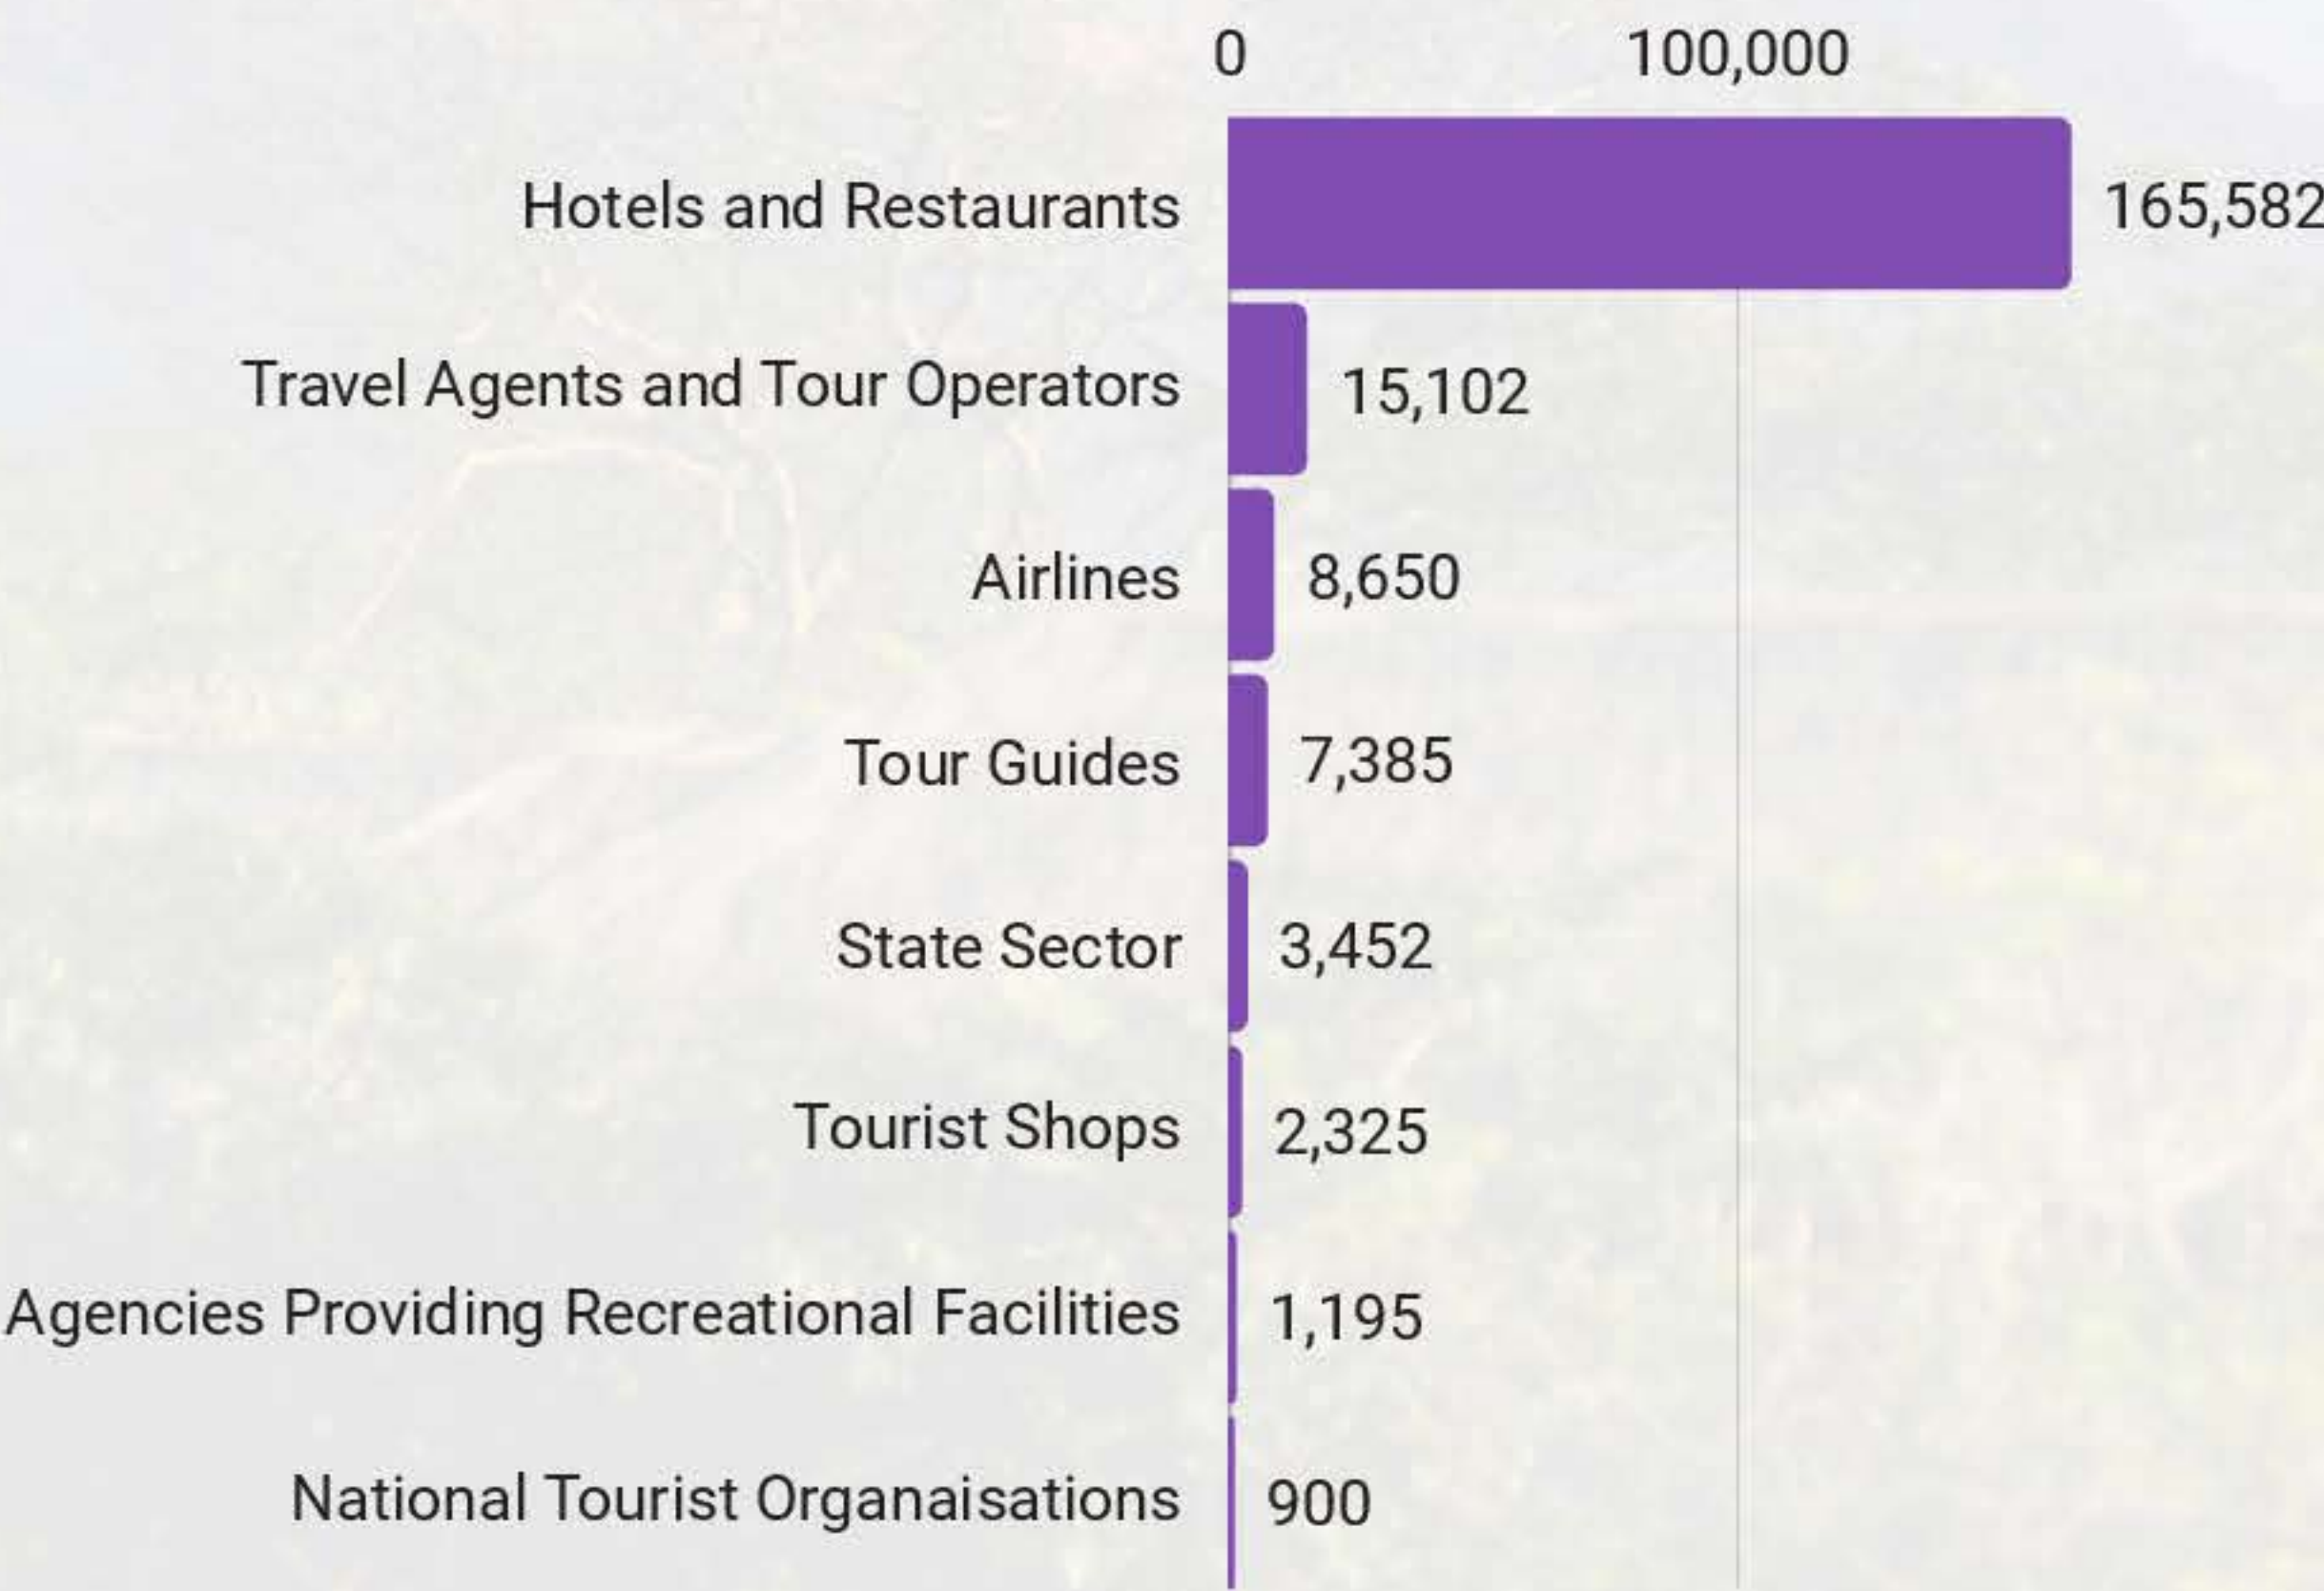 0 100,000
Hotels and Restaurants 165,582
Travel Agents and Tour Operators 15,102
Airlines 8,650
Tour Guides 7,385
State Sector 3,452
Tourist Shops 2,325
Agencies Providing Recreational Facilities 1,195
National Tourist Organaisations 900